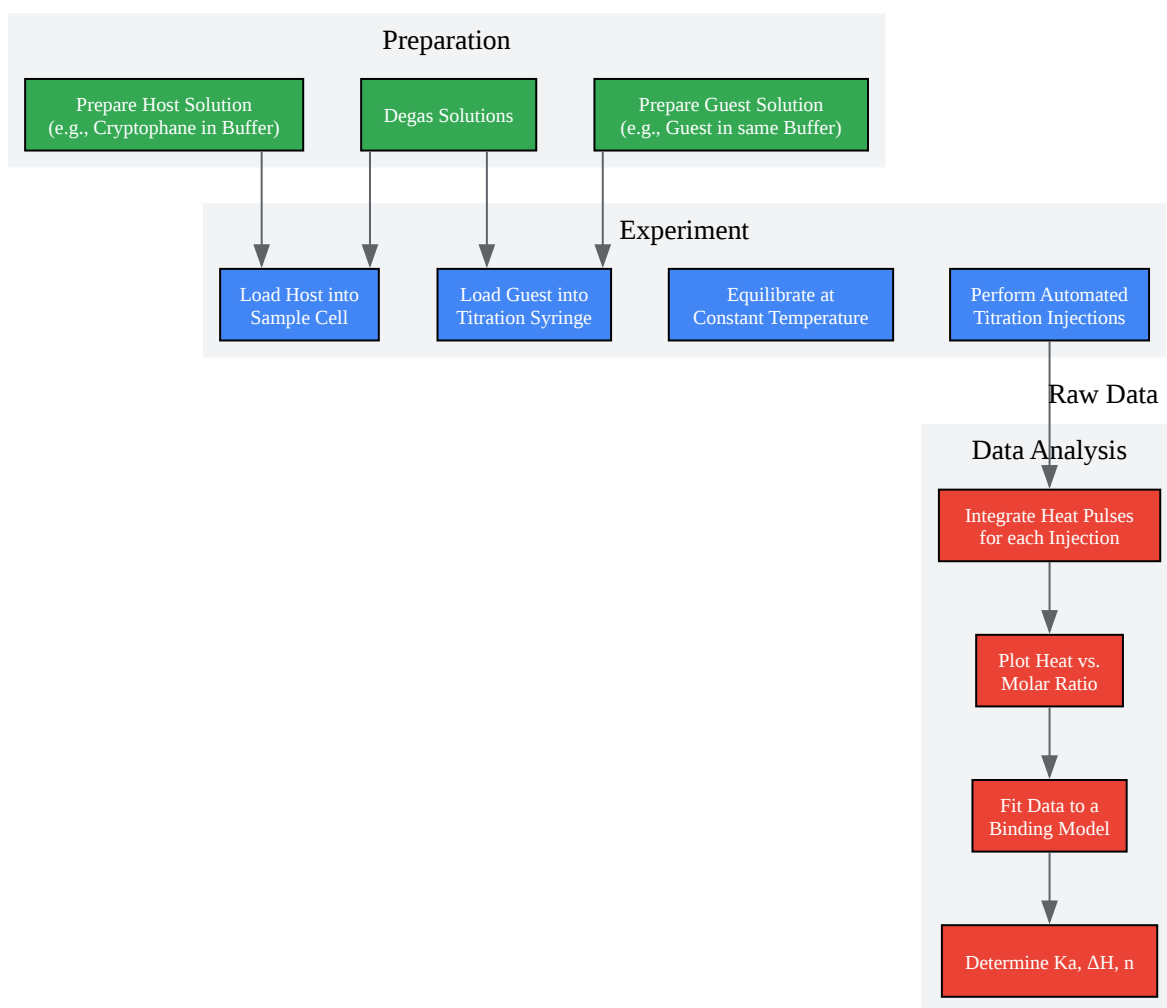 Preparation
Prepare Host Solution
(e.g., Cryptophane in Buffer)
Degas Solutions
Prepare Guest Solution
(e.g., Guest in same Buffer)
Experiment
Load Host into
Sample Cell
Load Guest into
Titration Syringe
Equilibrate at
Constant Temperature
Perform Automated
Titration Injections
Raw Data
Data Analysis
Integrate Heat Pulses
for each Injection
Plot Heat vs.
Molar Ratio
Fit Data to a
Binding Model
Determine Ka, ΔH, n